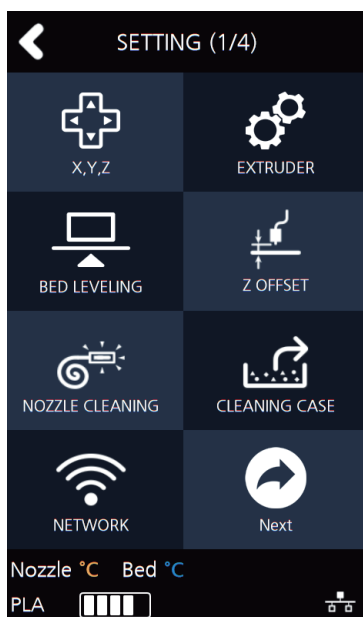 SETTING (1/4)
X,Y,Z
EXTRUDER
BED LEVELING
Z OFFSET
NOZZLE CLEANING
CLEANING CASE
NETWORK
Next
Nozzle °C Bed °C
PLA